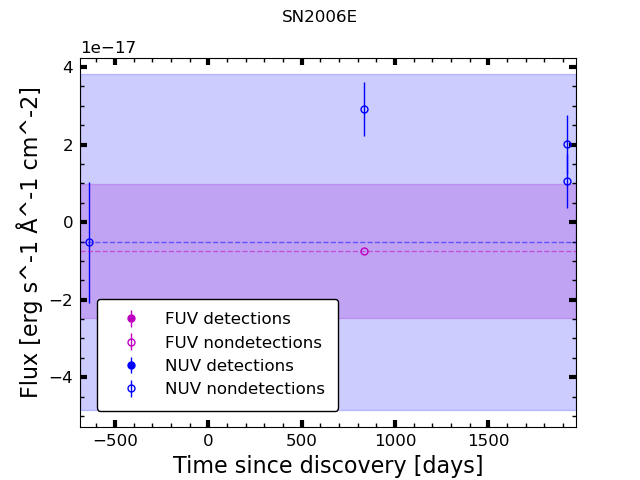 SN2006E
1e−17
4
2
0
−2
−4
Flux [erg s^-1 Å^-1 cm^-2]
FUV detections
FUV nondetections
NUV detections
NUV nondetections
−500 0 500 1000 1500
Time since discovery [days]